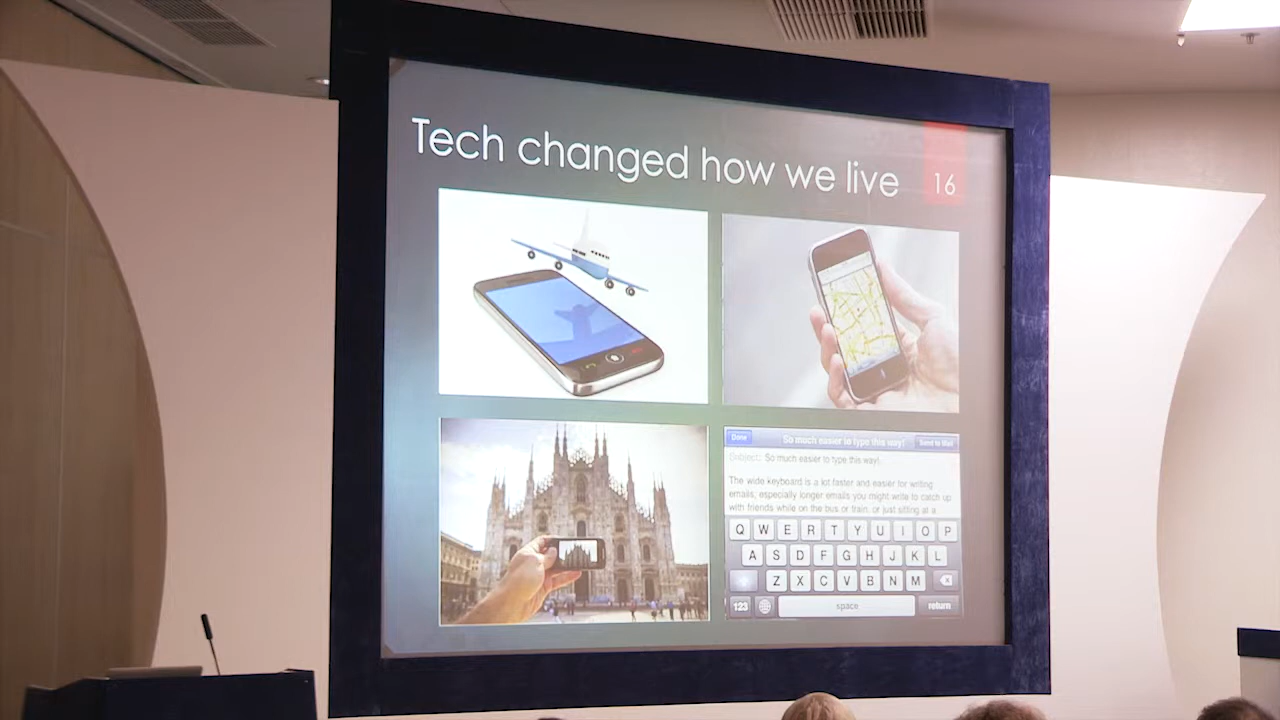 Tech changed how we live
16
Done So much easier to type this way! Send to Mail
Subject: So much easier to type this way!
The wide keyboard is a lot faster and easier for writing
emails, especially longer emails you might write to catch up
with friends while on the bus or train, or just sitting at a
Q W E R T Y U I O P
A S D F G H J K L
Z X C V B N M
123 space return